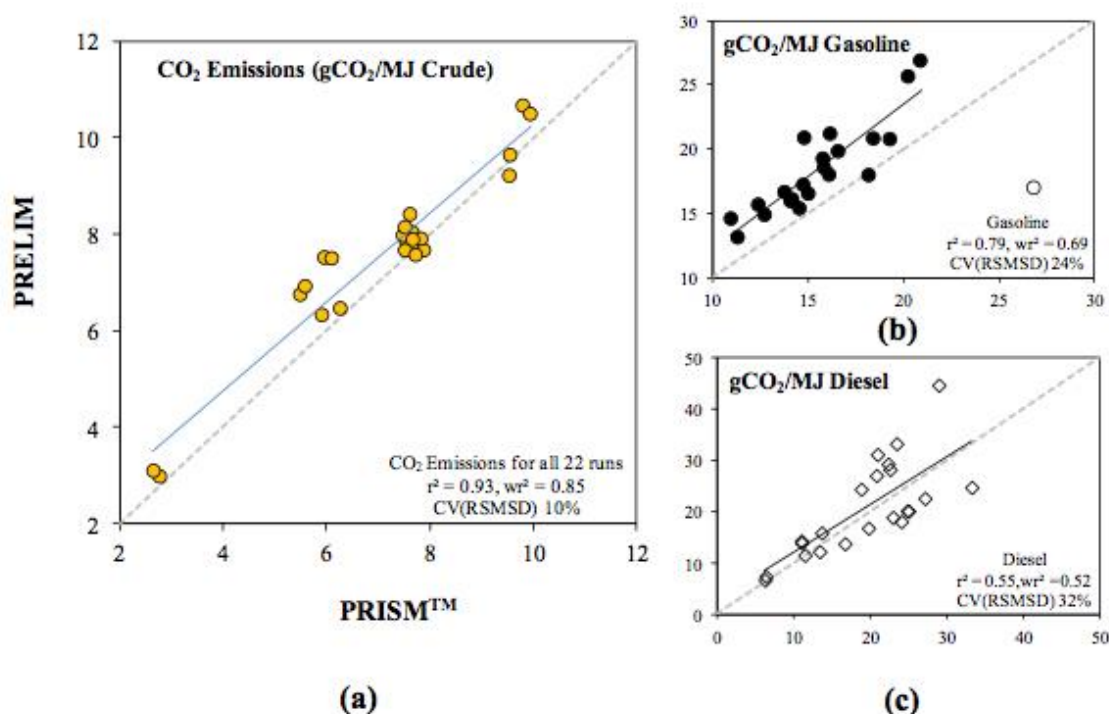 CO₂ Emissions (gCO₂/MJ Crude)
12
10
8
6
4
2
2
4
6
8
10
12
PRELIM
PRISM™
CO₂ Emissions for all 22 runs
r² = 0.93, wr² = 0.85
CV(RSMSD) 10%
(a)
gCO₂/MJ Gasoline
30
25
20
15
10
10
15
20
25
30
Gasoline
r² = 0.79, wr² = 0.69
CV(RSMSD) 24%
(b)
gCO₂/MJ Diesel
50
40
30
20
10
0
0
10
20
30
40
50
Diesel
r² = 0.55,wr² =0.52
CV(RSMSD) 32%
(c)